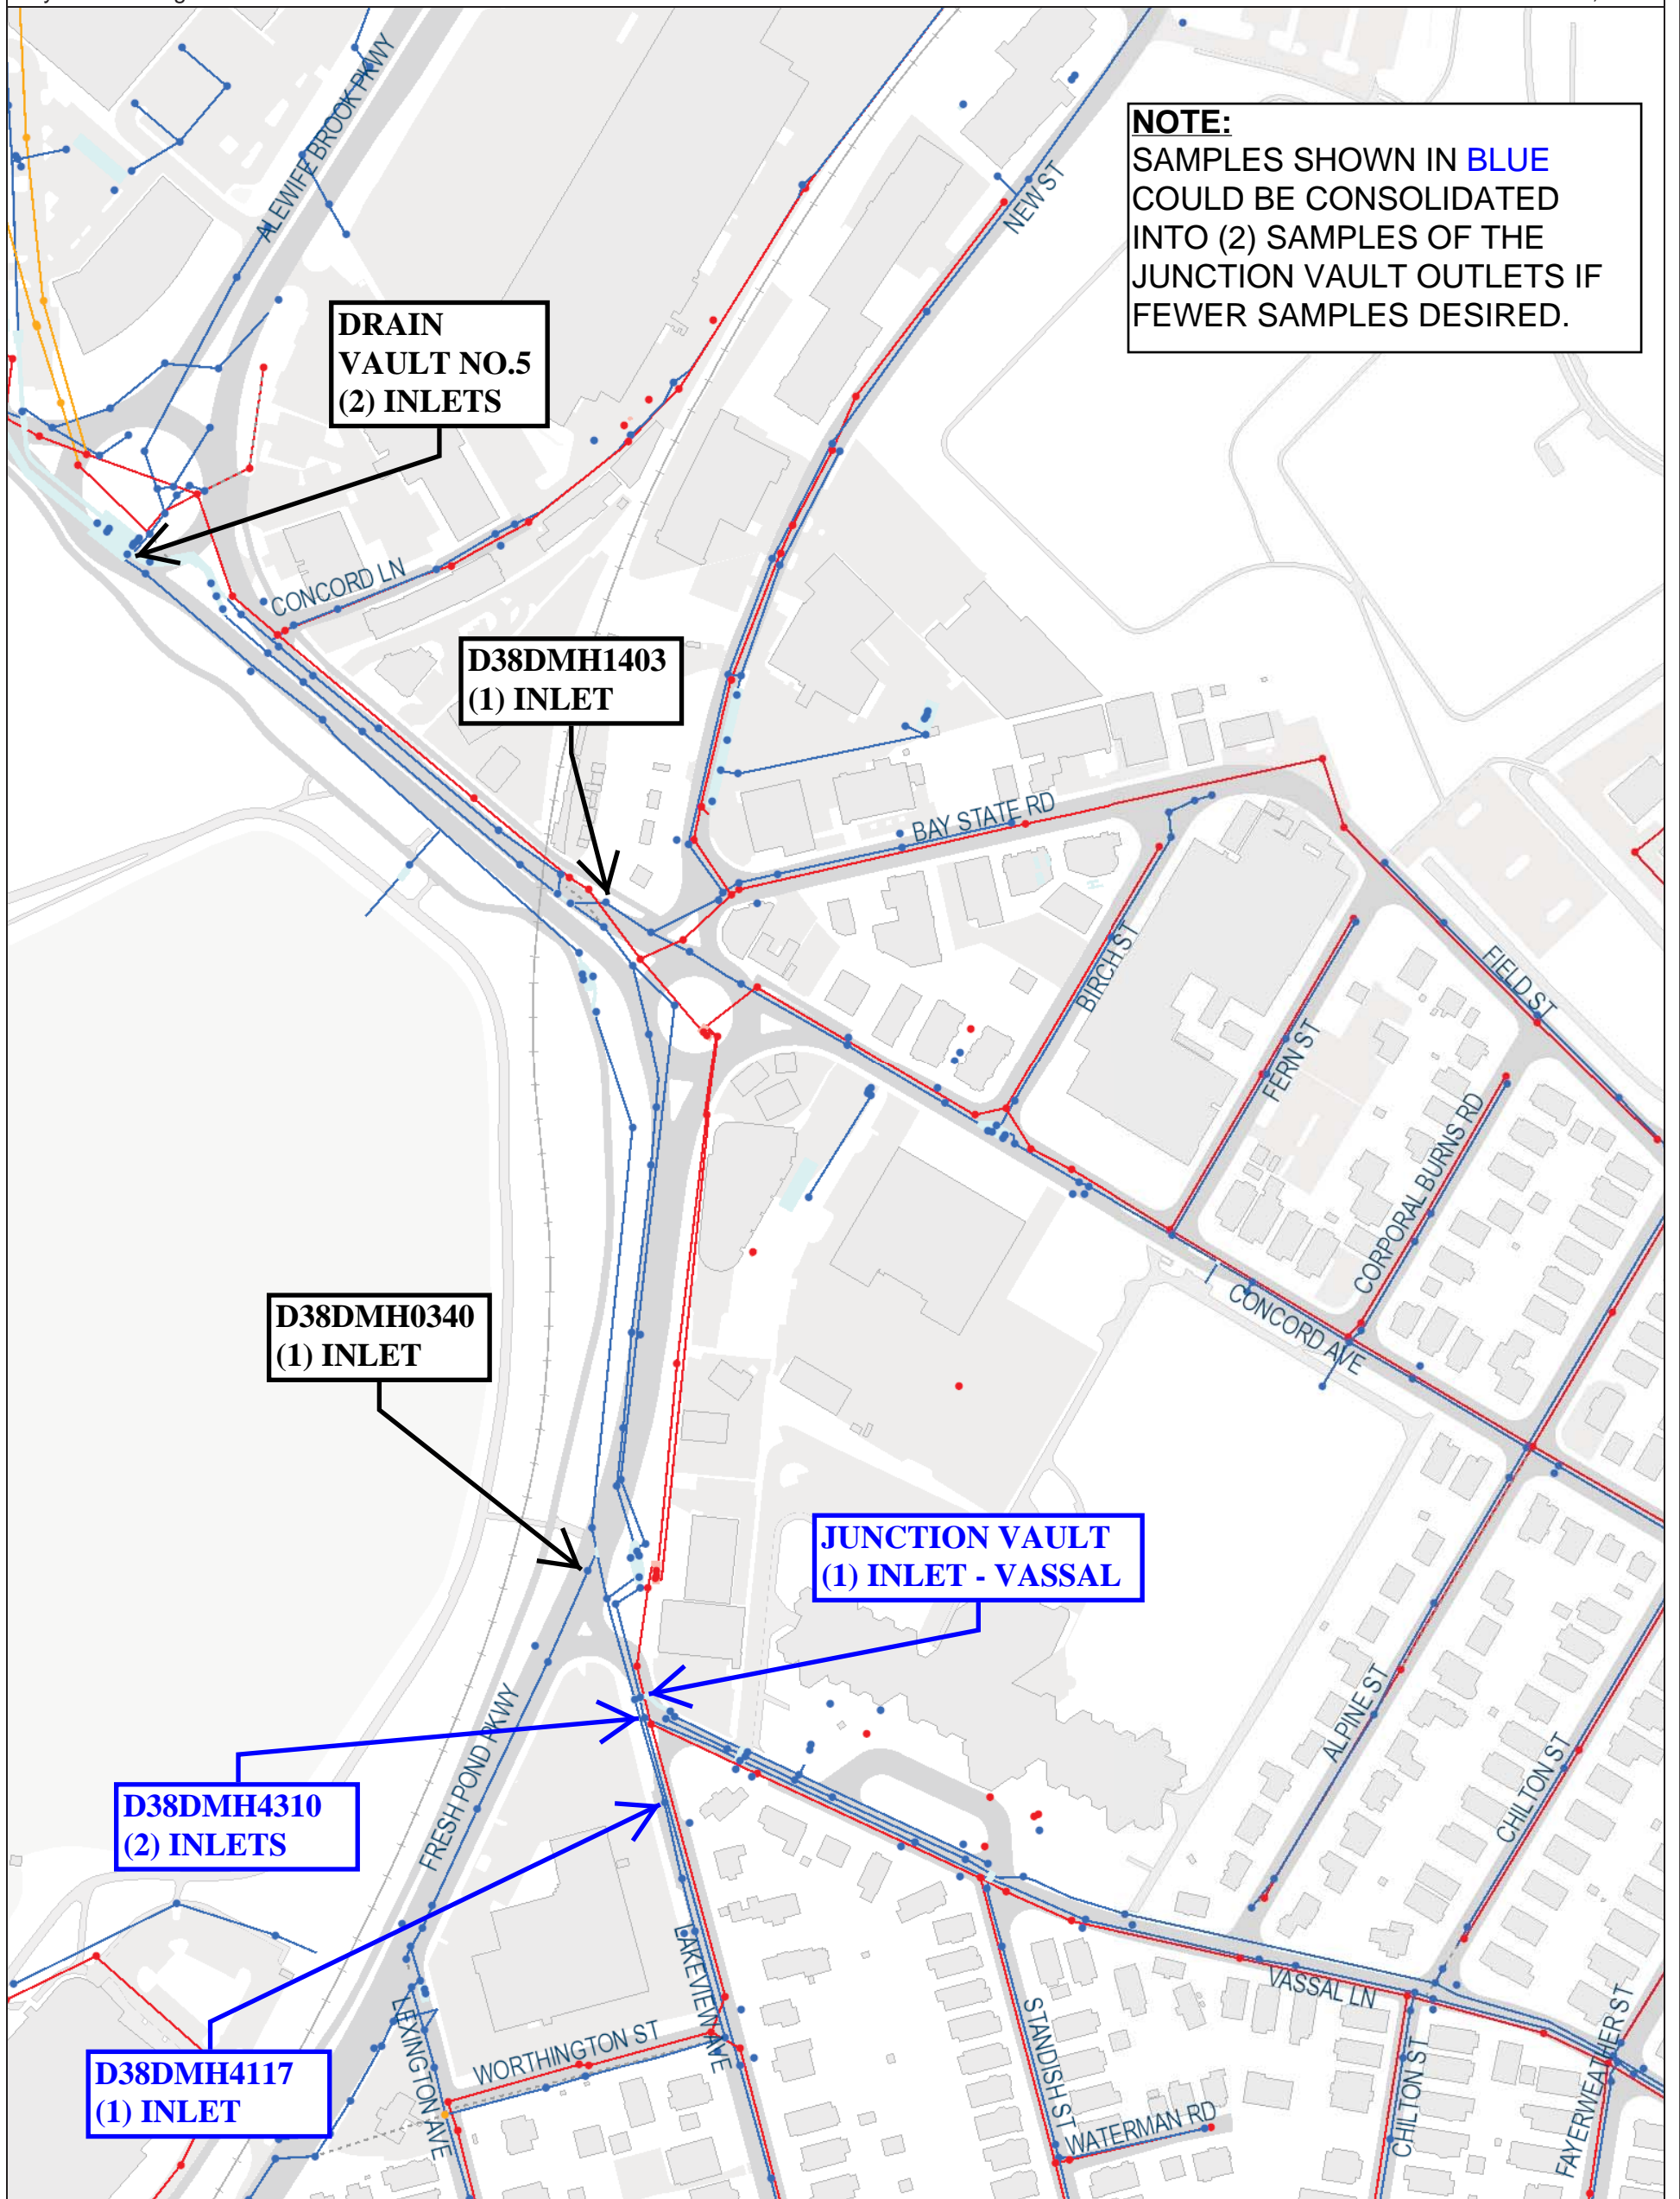 NOTE:
SAMPLES SHOWN IN BLUE
COULD BE CONSOLIDATED
INTO (2) SAMPLES OF THE
JUNCTION VAULT OUTLETS IF
FEWER SAMPLES DESIRED.
ALEWIFE BROOK PKWY
NEW ST
DRAIN
VAULT NO.5
(2) INLETS
CONCORD LN
D38DMH1403
(1) INLET
BAY STATE RD
BIRCH ST
FIELD ST
FERN ST
CORPORAL BURNS RD
CONCORD AVE
D38DMH0340
(1) INLET
JUNCTION VAULT
(1) INLET - VASSAL
ALPINE ST
CHILTON ST
FRESH POND PKWY
D38DMH4310
(2) INLETS
LAKEVIEW AVE
VASSAL LN
LEXINGTON AVE
WORTHINGTON ST
STANDISH ST
CHILTON ST
FAYERWEATHER ST
D38DMH4117
(1) INLET
WATERMAN RD